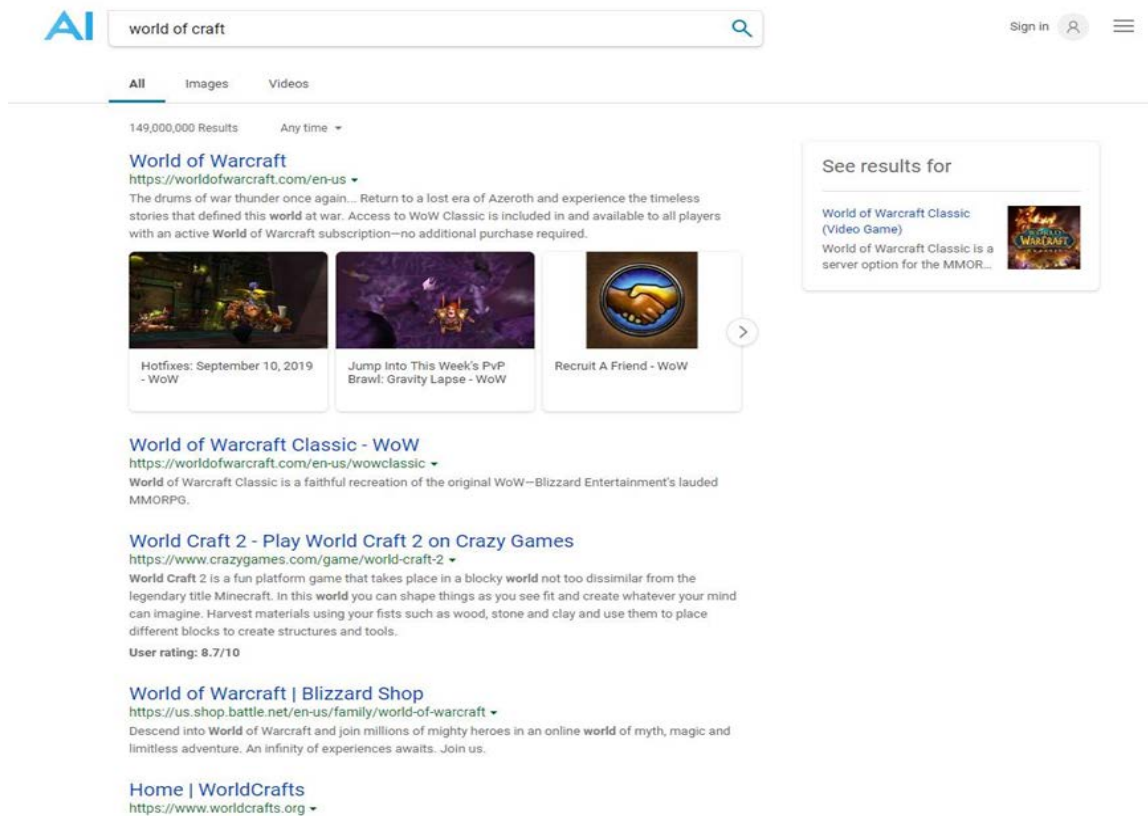 AI
world of craft
Sign in
All Images Videos
149,000,000 Results Any time
World of Warcraft
https://worldofwarcraft.com/en-us
The drums of war thunder once again... Return to a lost era of Azeroth and experience the timeless
stories that defined this world at war. Access to WoW Classic is included in and available to all players
with an active World of Warcraft subscription—no additional purchase required.
Hotfixes: September 10, 2019
- WoW
Jump Into This Week's PvP
Brawl: Gravity Lapse - WoW
Recruit A Friend - WoW
World of Warcraft Classic - WoW
https://worldofwarcraft.com/en-us/wowclassic
World of Warcraft Classic is a faithful recreation of the original WoW—Blizzard Entertainment's lauded
MMORPG.
World Craft 2 - Play World Craft 2 on Crazy Games
https://www.crazygames.com/game/world-craft-2
World Craft 2 is a fun platform game that takes place in a blocky world not too dissimilar from the
legendary title Minecraft. In this world you can shape things as you see fit and create whatever your mind
can imagine. Harvest materials using your fists such as wood, stone and clay and use them to place
different blocks to create structures and tools.
User rating: 8.7/10
World of Warcraft | Blizzard Shop
https://us.shop.battle.net/en-us/family/world-of-warcraft
Descend into World of Warcraft and join millions of mighty heroes in an online world of myth, magic and
limitless adventure. An infinity of experiences awaits. Join us.
Home | WorldCrafts
https://www.worldcrafts.org
See results for
World of Warcraft Classic
(Video Game)
World of Warcraft Classic is a
server option for the MMOR...
WARCRAFT